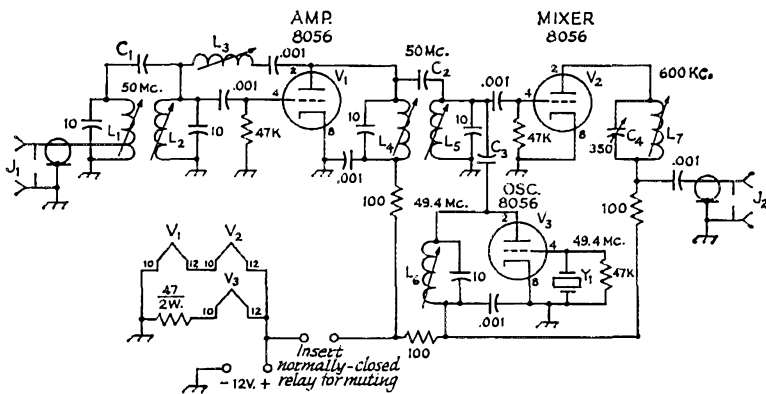 AMP.
8056
MIXER
8056
C1
L3
.001
2
V1
50 MC.
C2
2
V2
600 KC.
50 MC.
.001
4
.001
4
10
L1
L2
10
47K
8
10
L4
L5
10
47K
8
C4
350
L7
J1
.001
C3
.001
J2
100
OSC.
8056
100
49.4 MC.
2
V3
4
49.4 MC.
V1
V2
10
12
10
12
V3
L6
10
8
Y1
47K
47
2W.
10
12
.001
100
Insert
normally-closed
relay for muting
- 12V. +